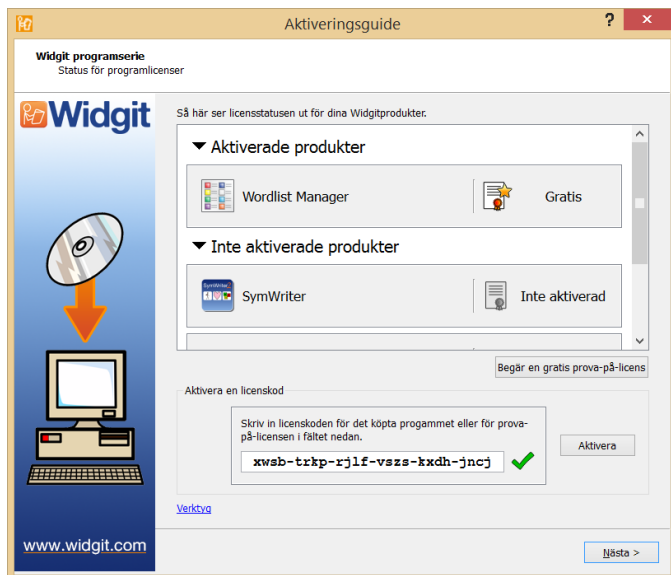 Aktiveringsguide
?
×
Widgit programserie
Status för programlicenser
Widgit
Så här ser licensstatusen ut för dina Widgitprodukter.
Aktiverade produkter
Wordlist Manager
Gratis
Inte aktiverade produkter
SymWriter
Inte aktiverad
Begär en gratis prova-på-licens
Aktivera en licenskod
Skriv in licenskoden för det köpta progammet eller för prova-
på-licensen i fältet nedan.
xwsb-trkp-rjlf-vszs-kxdh-jncj
Aktivera
Verktyg
www.widgit.com
Nästa >